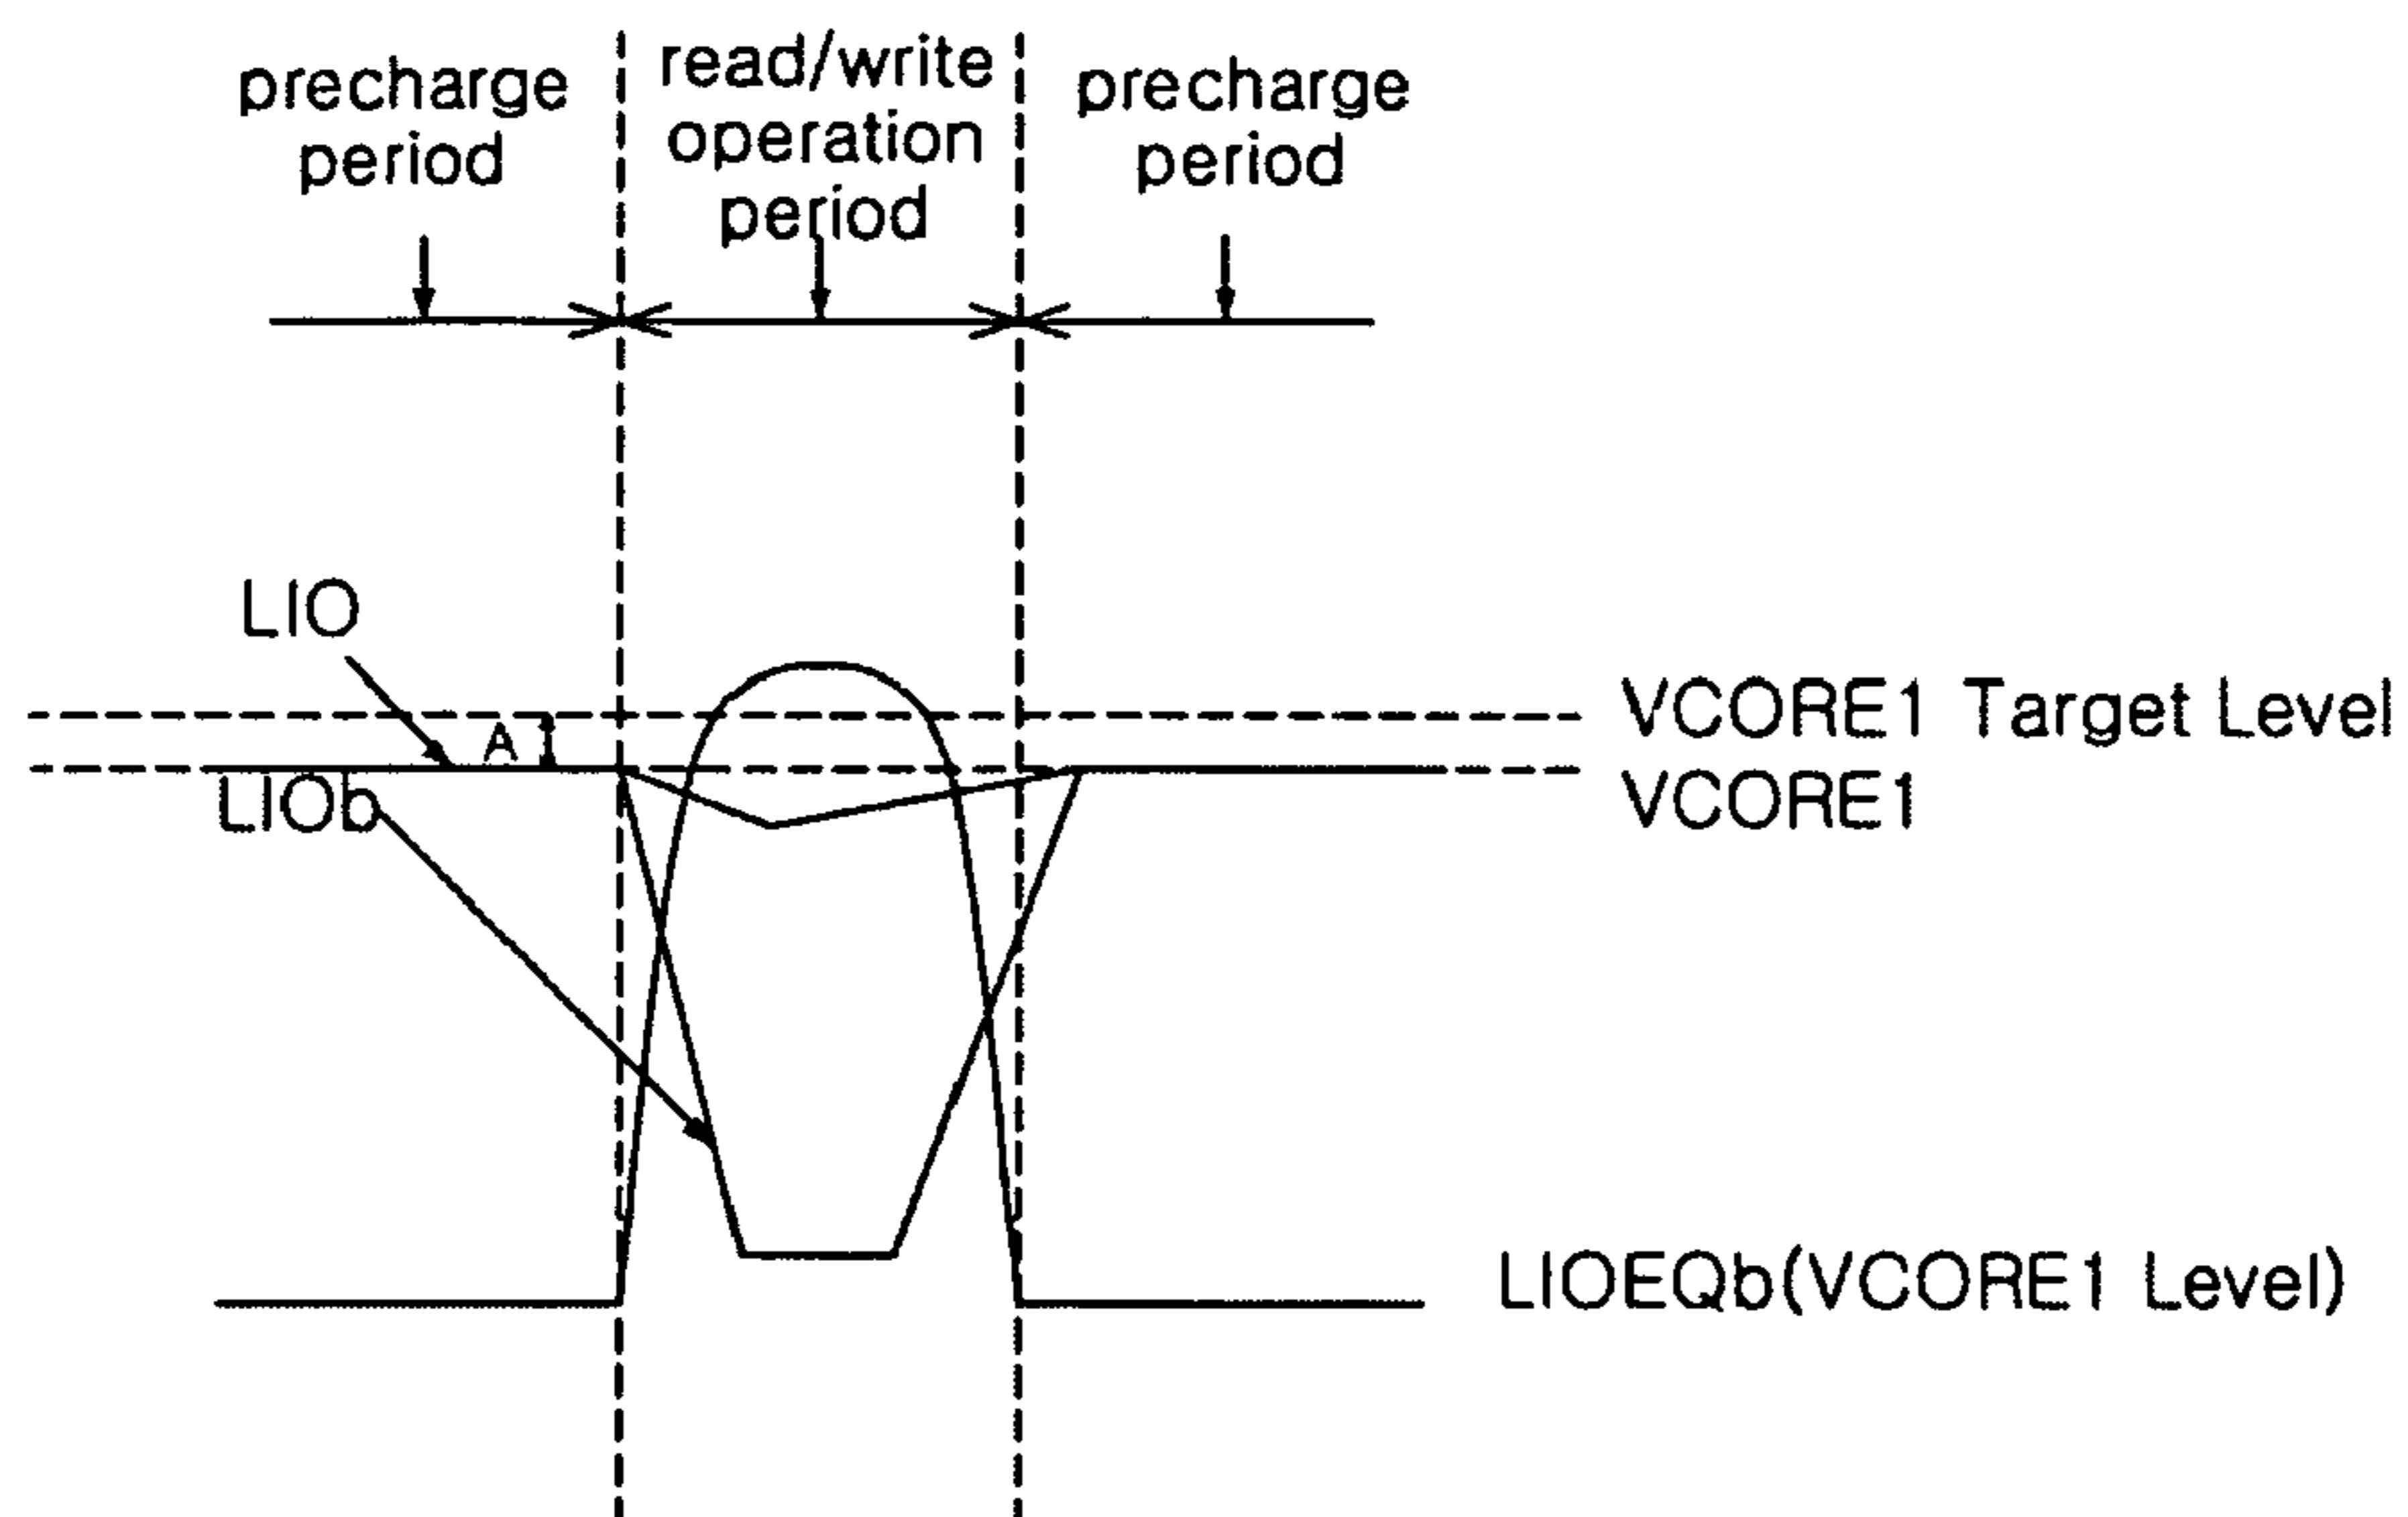 precharge
period
read/write
operation
period
precharge
period
LIO
A
VCORE1 Target Level
LIOb
VCORE1
LIOEQb(VCORE1 Level)